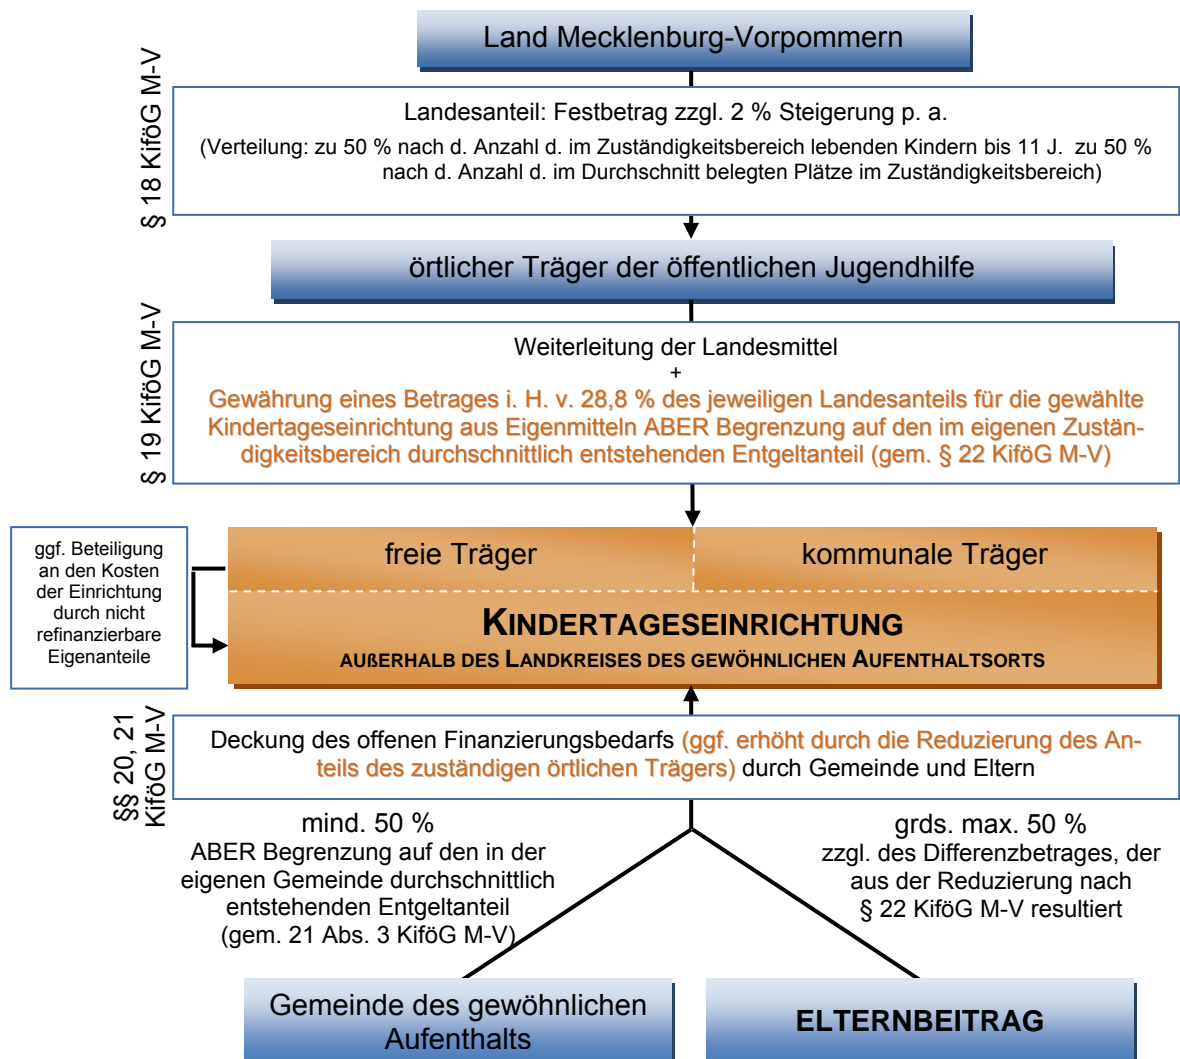 Land Mecklenburg-Vorpommern
§ 18 KiföG M-V
Landesanteil: Festbetrag zzgl. 2 % Steigerung p. a.
(Verteilung: zu 50 % nach d. Anzahl d. im Zuständigkeitsbereich lebenden Kindern bis 11 J. zu 50 %
nach d. Anzahl d. im Durchschnitt belegten Plätze im Zuständigkeitsbereich)
örtlicher Träger der öffentlichen Jugendhilfe
§ 19 KiföG M-V
Weiterleitung der Landesmittel
+
Gewährung eines Betrages i. H. v. 28,8 % des jeweiligen Landesanteils für die gewählte
Kindertageseinrichtung aus Eigenmitteln ABER Begrenzung auf den im eigenen Zustän-
digkeitsbereich durchschnittlich entstehenden Entgeltanteil (gem. § 22 KiföG M-V)
ggf. Beteiligung
an den Kosten
der Einrichtung
durch nicht
refinanzierbare
Eigenanteile
freie Träger
kommunale Träger
KINDERTAGESEINRICHTUNG
AUßERHALB DES LANDKREISES DES GEWÖHNLICHEN AUFENTHALTSORTS
§§ 20, 21
KiföG M-V
Deckung des offenen Finanzierungsbedarfs (ggf. erhöht durch die Reduzierung des An-
teils des zuständigen örtlichen Trägers) durch Gemeinde und Eltern
mind. 50 %
ABER Begrenzung auf den in der
eigenen Gemeinde durchschnittlich
entstehenden Entgeltanteil
(gem. 21 Abs. 3 KiföG M-V)
grds. max. 50 %
zzgl. des Differenzbetrages, der
aus der Reduzierung nach
§ 22 KiföG M-V resultiert
Gemeinde des gewöhnlichen
Aufenthalts
ELTERNBEITRAG